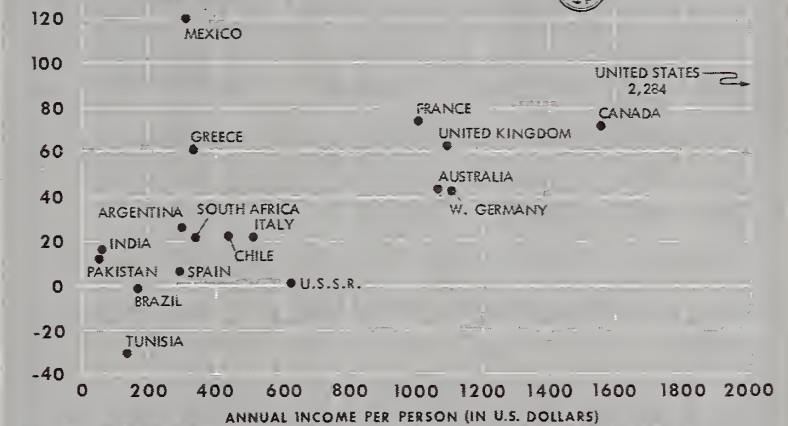 120
MEXICO
100
UNITED STATES
2,284
80
FRANCE
CANADA
GREECE
UNITED KINGDOM
60
AUSTRALIA
40
ARGENTINA
SOUTH AFRICA
W. GERMANY
ITALY
20
INDIA
CHILE
PAKISTAN
SPAIN
U.S.S.R.
0
BRAZIL
-20
TUNISIA
-40
0 200 400 600 800 1000 1200 1400 1600 1800 2000
ANNUAL INCOME PER PERSON (IN U.S. DOLLARS)